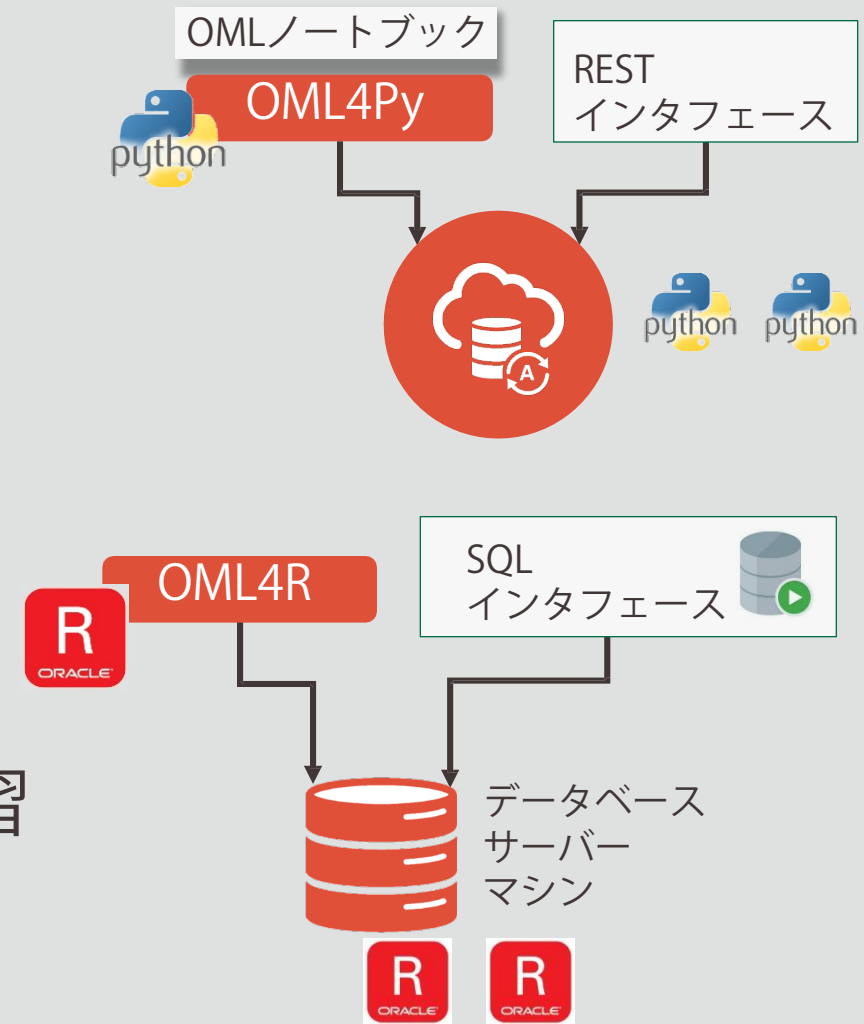 OMLノートブック
OML4Py
python
REST
インタフェース
A
python
python
OML4R
R
ORACLE
SQL
インタフェース
習
データベース
サーバー
マシン
R
ORACLE
R
ORACLE